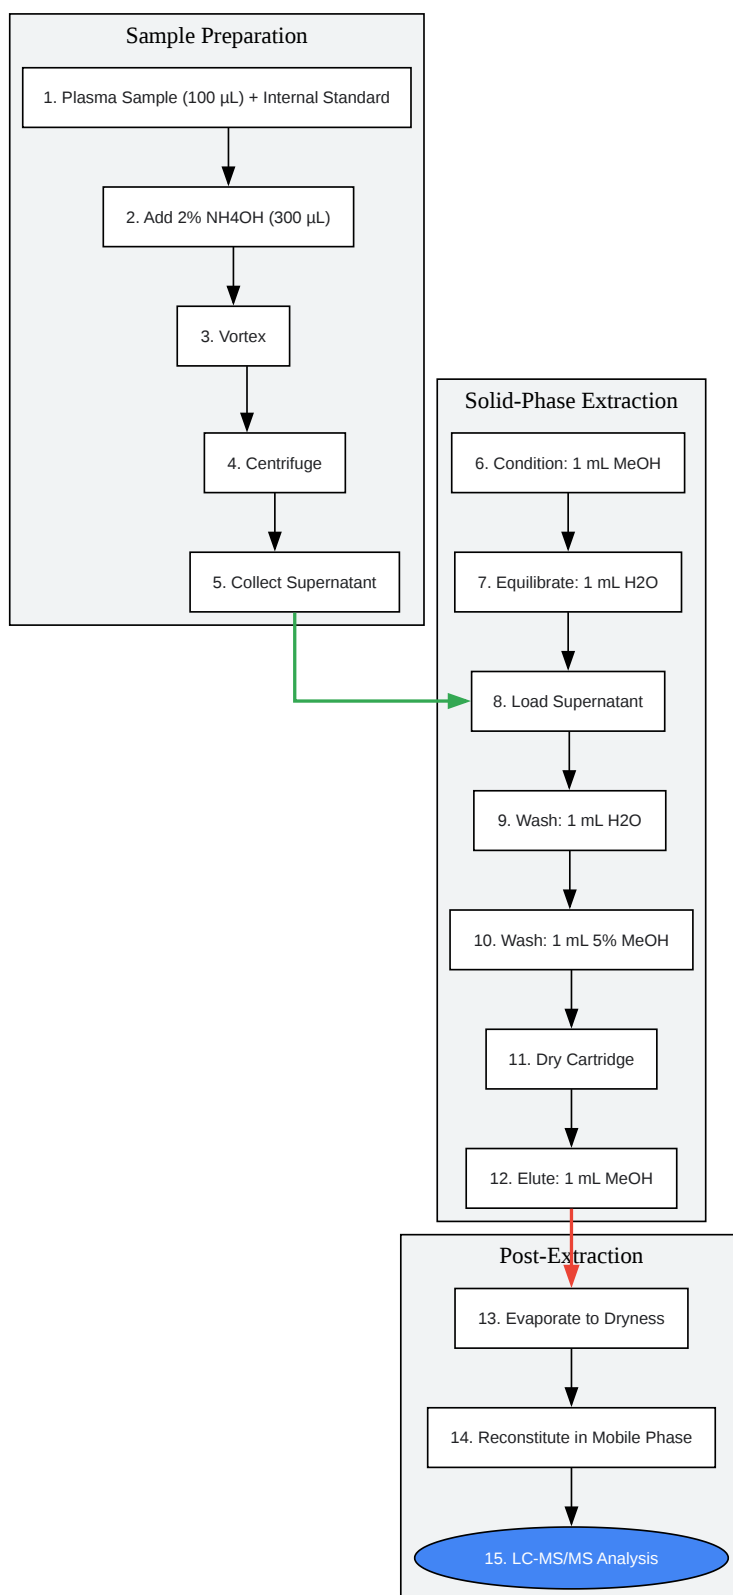 Sample Preparation
1. Plasma Sample (100 µL) + Internal Standard
2. Add 2% NH4OH (300 µL)
3. Vortex
4. Centrifuge
5. Collect Supernatant
Solid-Phase Extraction
6. Condition: 1 mL MeOH
7. Equilibrate: 1 mL H2O
8. Load Supernatant
9. Wash: 1 mL H2O
10. Wash: 1 mL 5% MeOH
11. Dry Cartridge
12. Elute: 1 mL MeOH
Post-Extraction
13. Evaporate to Dryness
14. Reconstitute in Mobile Phase
15. LC-MS/MS Analysis